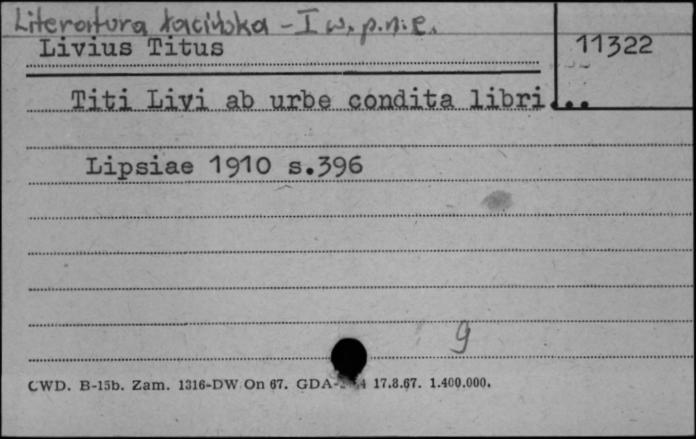 Literatura łacińska - I w. p.n.e.
Livius Titus
11322
Titi Livi ab urbe condita libri...
Lipsiae 1910 s.396
g
CWD. B-15b. Zam. 1316-DW On 67. GDA- 17.8.67. 1.400.000.